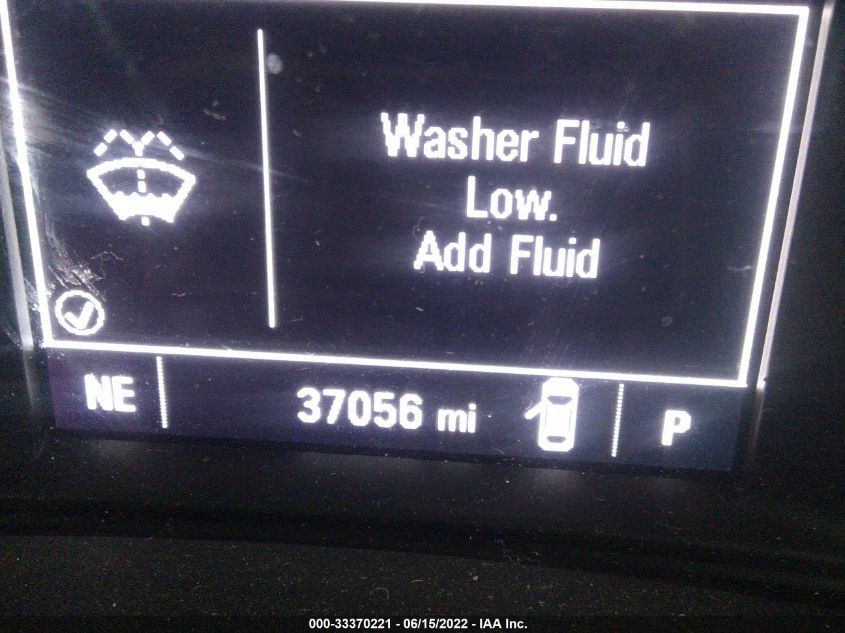 Washer Fluid
Low.
Add Fluid
NE 37056 mi P
000-33370221 - 06/15/2022 - IAA Inc.